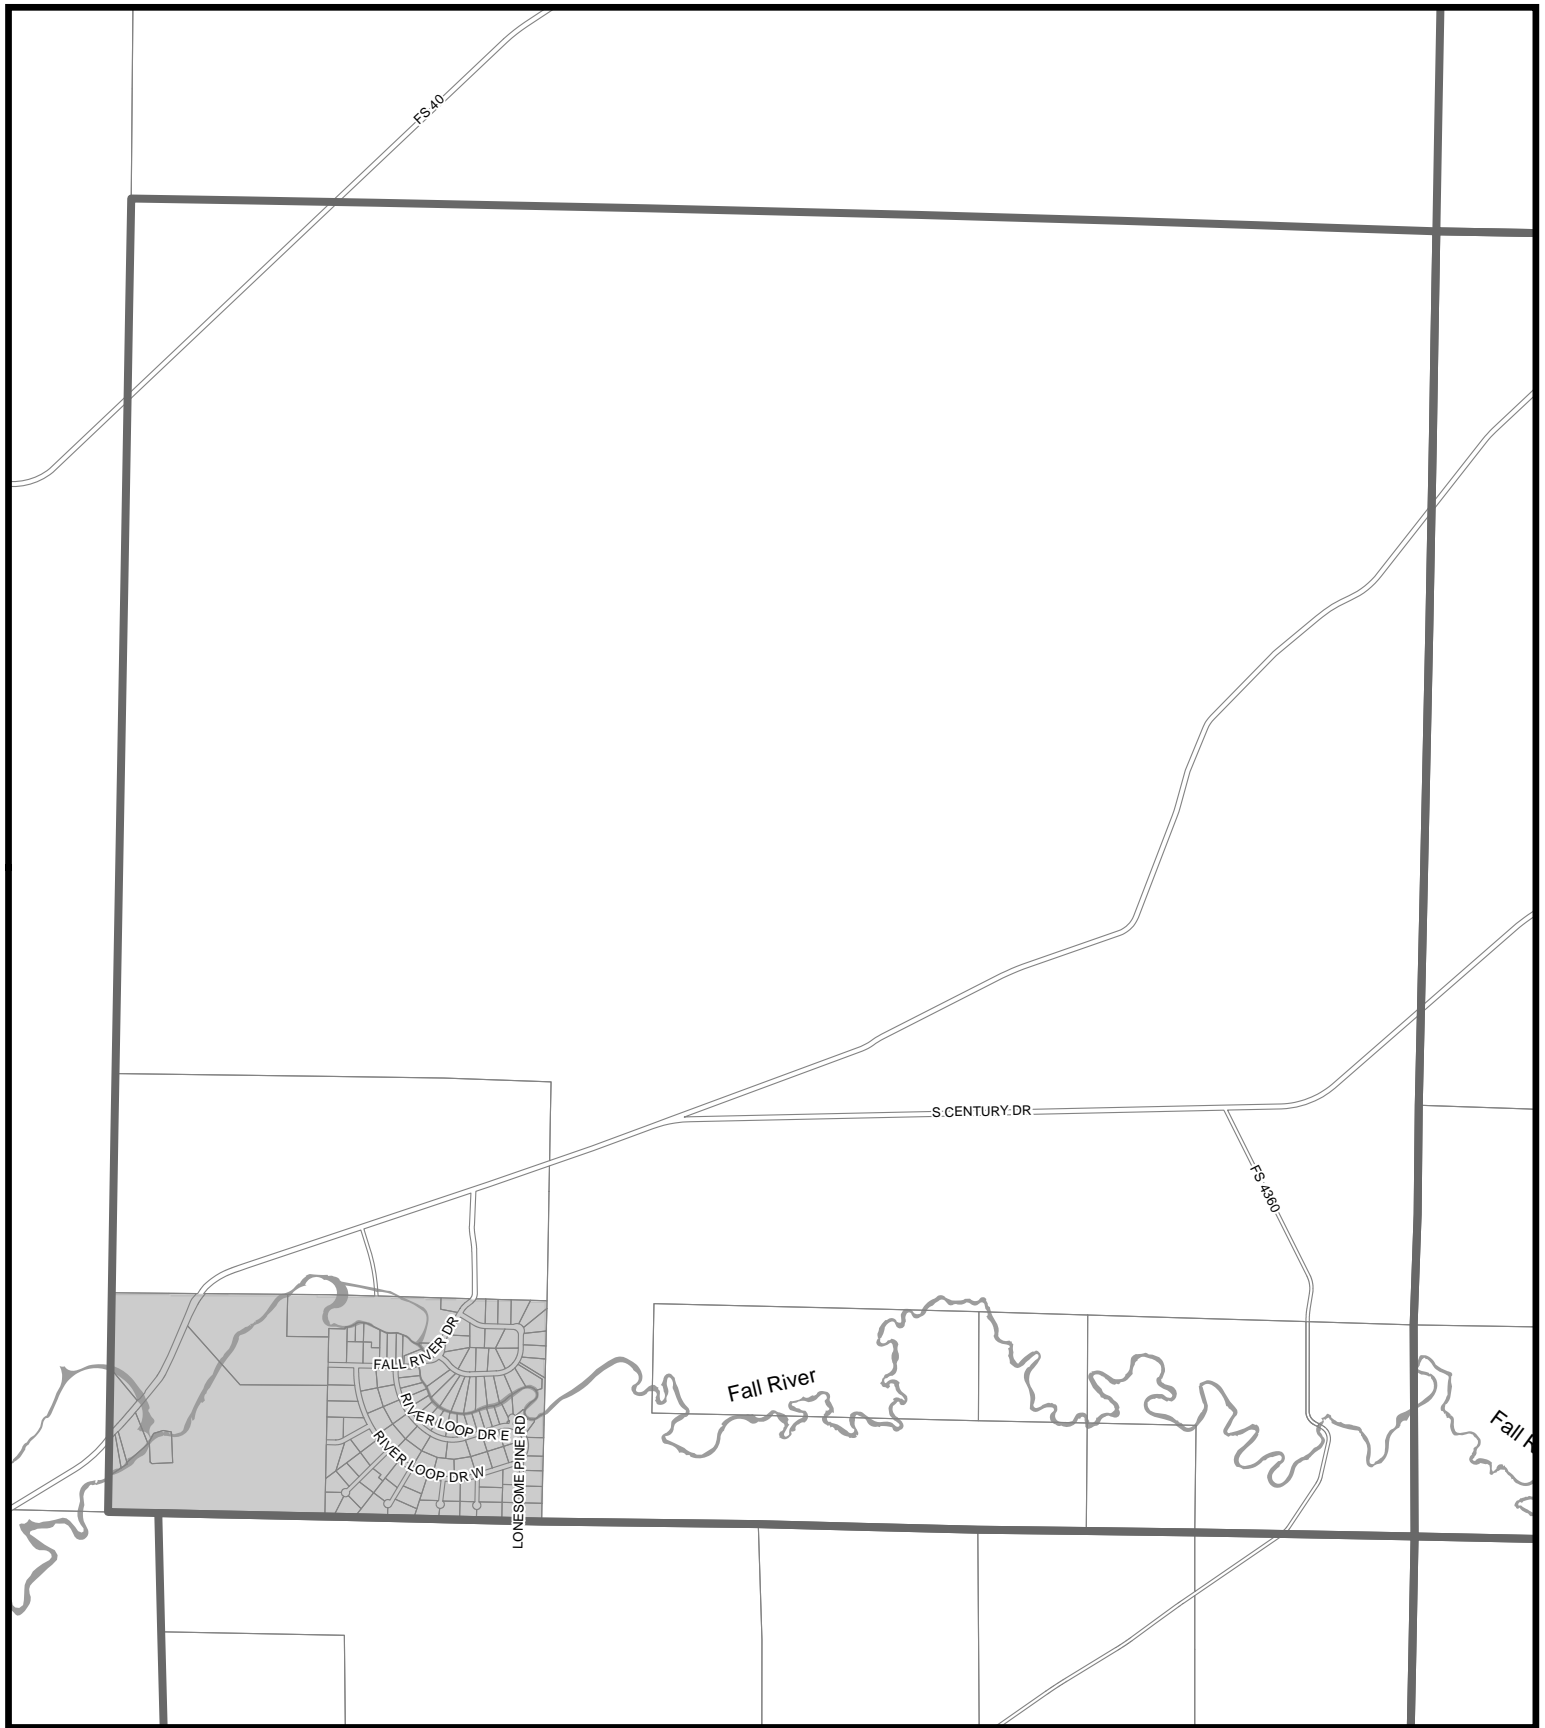 FS 40
S CENTURY DR
FS 4360
FALL RIVER DR
Fall River
RIVER LOOP DR E
RIVER LOOP DR W
LONESOME PINE RD
Fall R